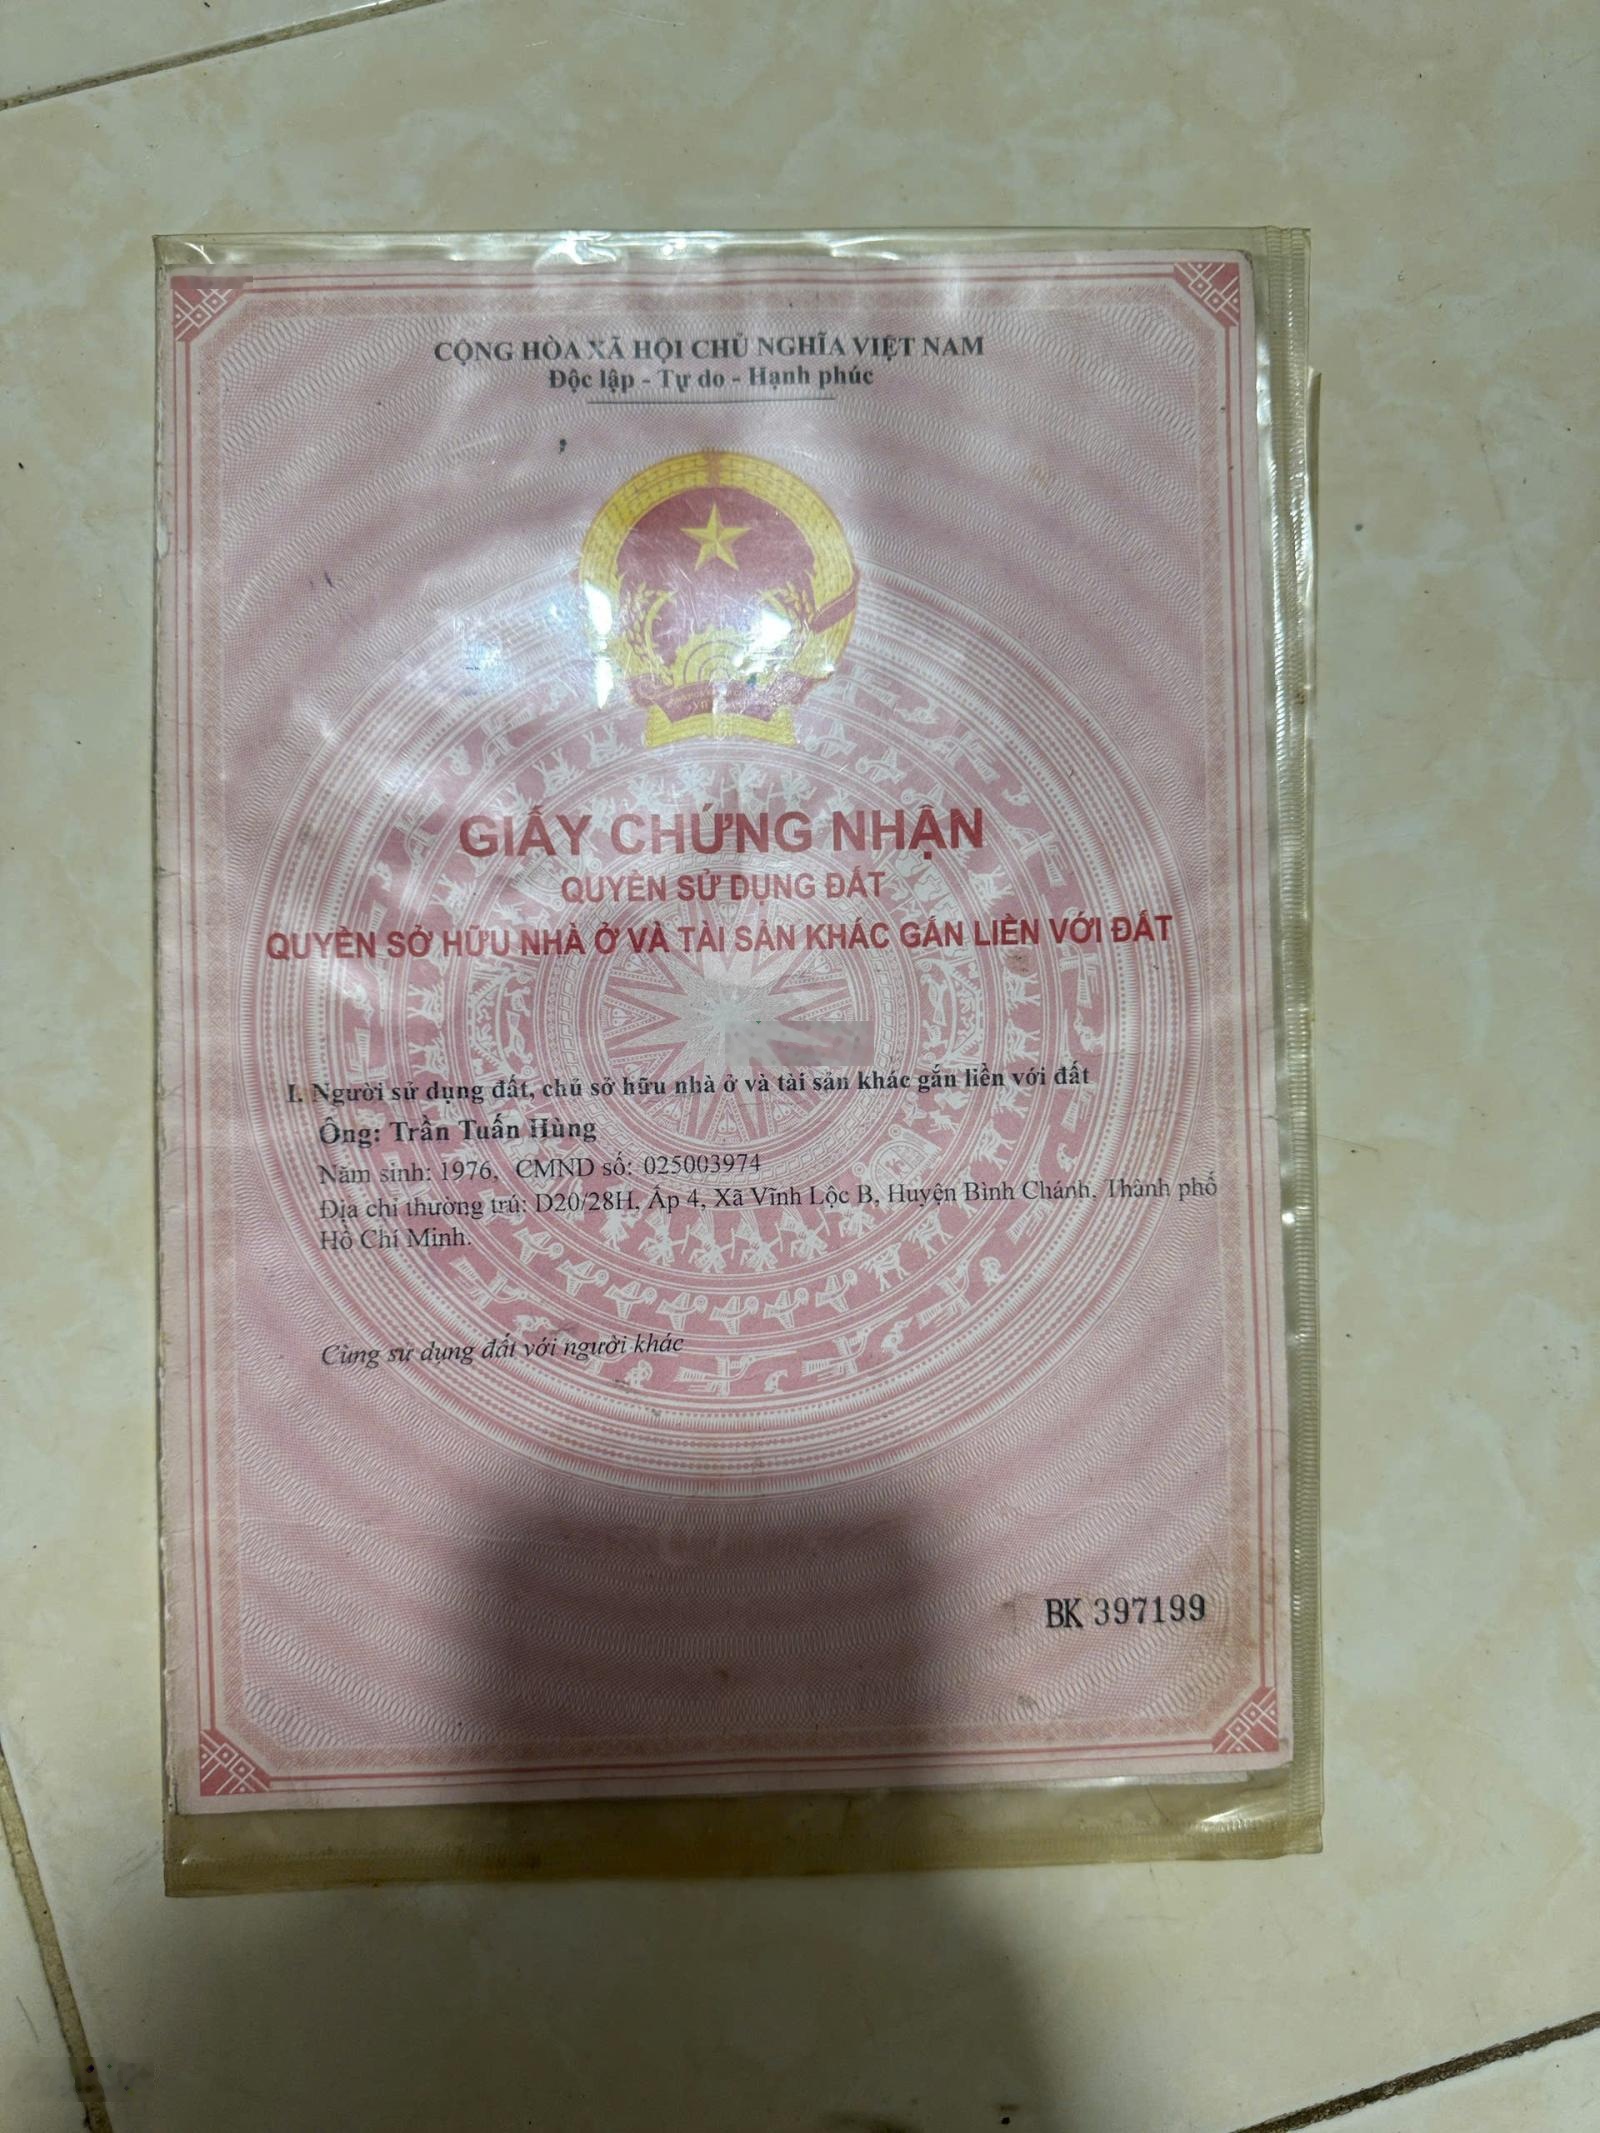 CỘNG HÒA XÃ HỘI CHỦ NGHĨA VIỆT NAM
Độc lập - Tự do - Hạnh phúc
GIẤY CHỨNG NHẬN
QUYỀN SỬ DỤNG ĐẤT
QUYỀN SỞ HỮU NHÀ Ở VÀ TÀI SẢN KHÁC GẮN LIỀN VỚI ĐẤT
I. Người sử dụng đất, chủ sở hữu nhà ở và tài sản khác gắn liền với đất
Ông: Trần Tuấn Hùng
Năm sinh: 1976, CMND số: 025003974
Địa chỉ thường trú: D20/28H, Ấp 4, Xã Vĩnh Lộc B, Huyện Bình Chánh, Thành phố
Hồ Chí Minh.
Cùng sử dụng đất với người khác
BK 397199